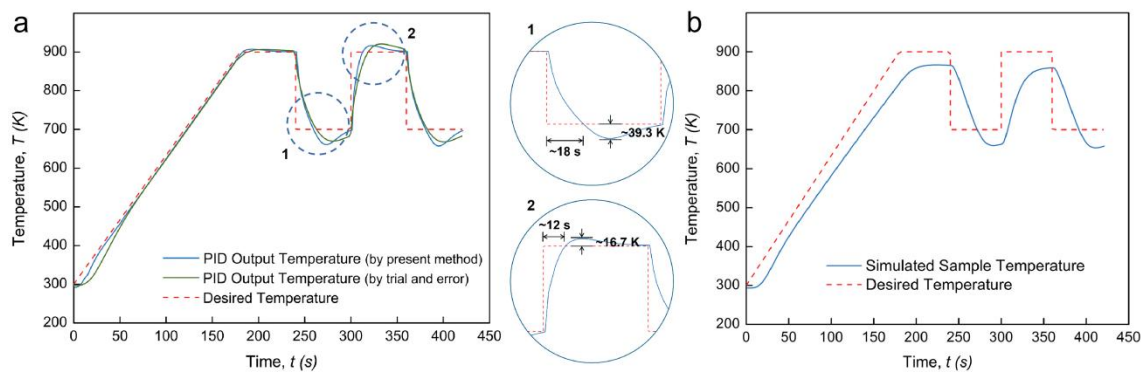 a
Temperature, T (K)
1000
900
800
700
600
500
400
300
200
0
50
100
150
200
250
300
350
400
450
Time, t (s)
1
2
PID Output Temperature (by present method)
PID Output Temperature (by trial and error)
Desired Temperature
1
~39.3 K
~18 s
2
~12 s
~16.7 K
b
Temperature, T (K)
1000
900
800
700
600
500
400
300
200
0
50
100
150
200
250
300
350
400
450
Time, t (s)
Simulated Sample Temperature
Desired Temperature